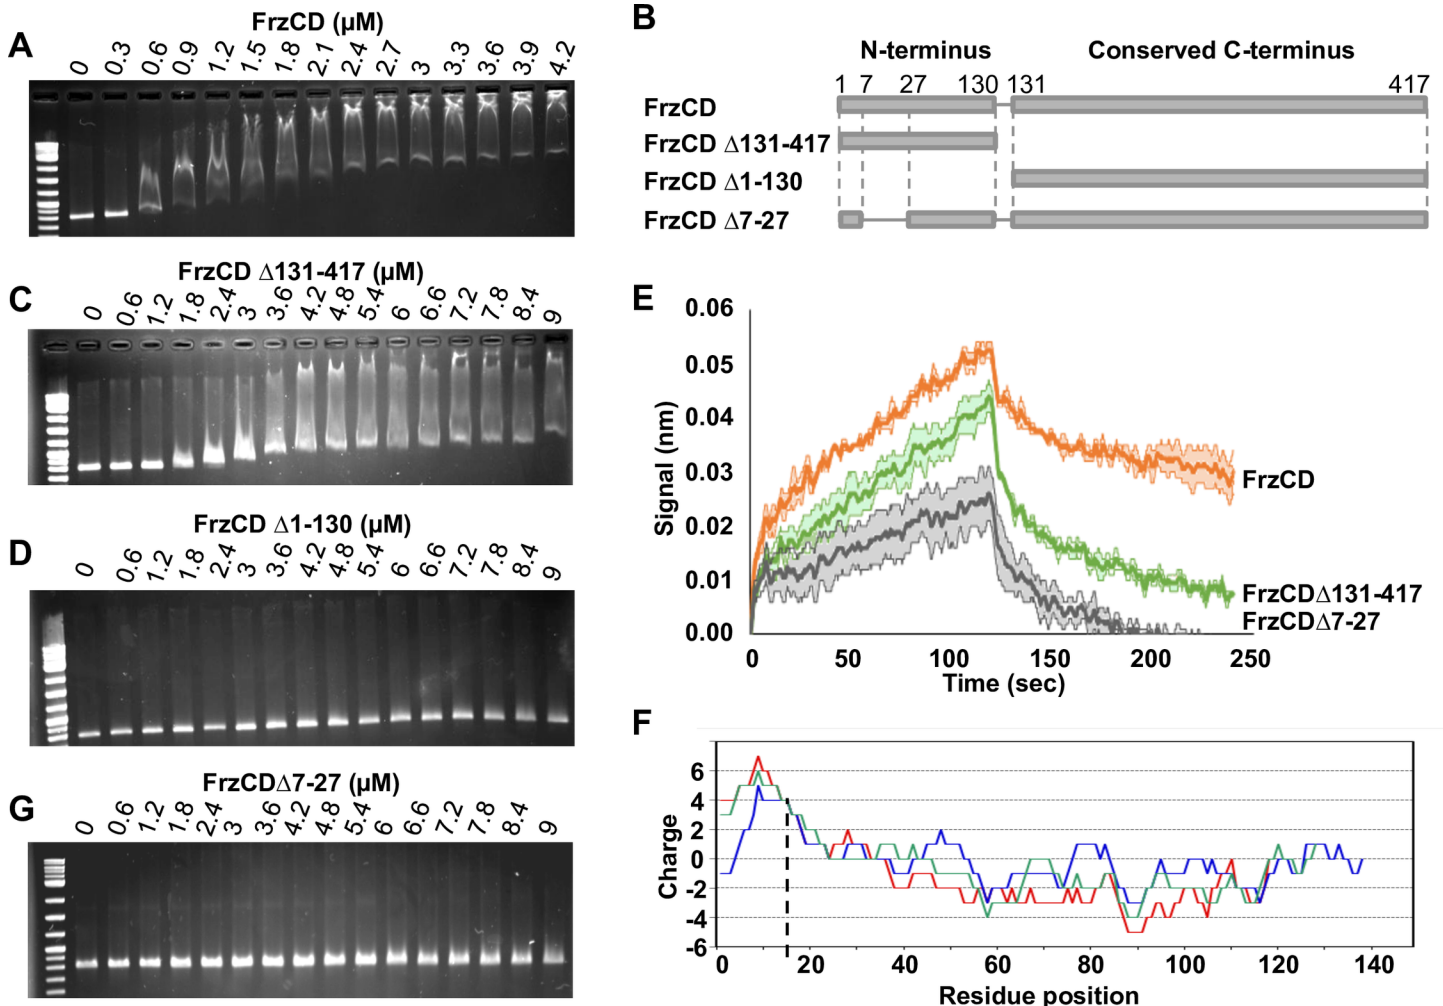 A
FrzCD (µM)
0 0.3 0.6 0.9 1.2 1.5 1.8 2.1 2.4 2.7 3 3.3 3.6 3.9 4.2
B
N-terminus Conserved C-terminus
1 7 27 130 131 417
FrzCD
FrzCD Δ131-417
FrzCD Δ1-130
FrzCD Δ7-27
C
FrzCD Δ131-417 (µM)
0 0.6 1.2 1.8 2.4 3 3.6 4.2 4.8 5.4 6 6.6 7.2 7.8 8.4 9
D
FrzCD Δ1-130 (µM)
0 0.6 1.2 1.8 2.4 3 3.6 4.2 4.8 5.4 6 6.6 7.2 7.8 8.4 9
E
Signal (nm)
0.06
0.05
0.04
0.03
0.02
0.01
0.00
0 50 100 150 200 250
Time (sec)
FrzCD
FrzCDΔ131-417
FrzCDΔ7-27
F
Charge
6
4
2
0
-2
-4
-6
0 20 40 60 80 100 120 140
Residue position
G
FrzCDΔ7-27 (µM)
0 0.6 1.2 1.8 2.4 3 3.6 4.2 4.8 5.4 6 6.6 7.2 7.8 8.4 9